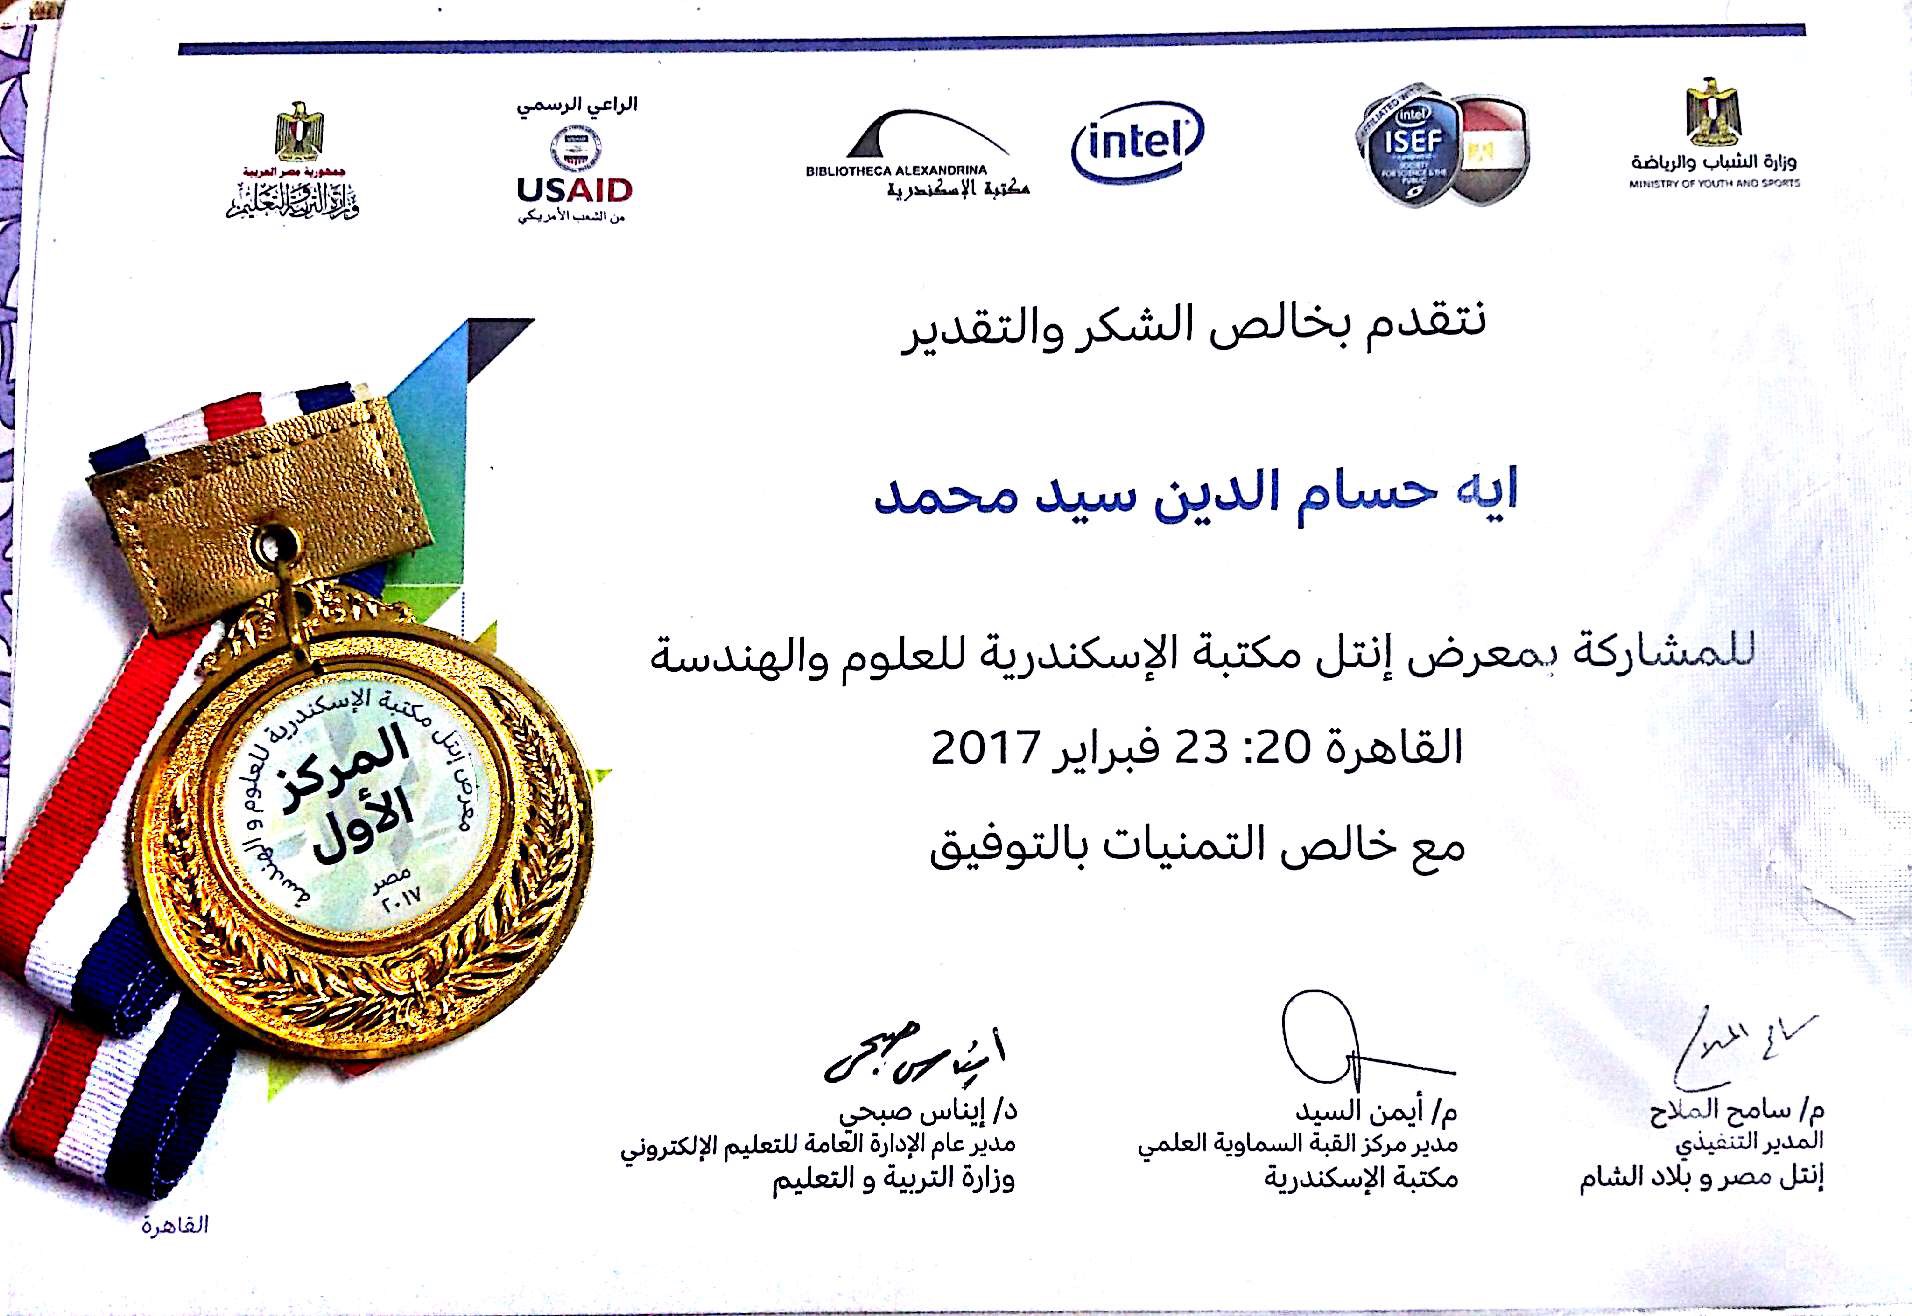 وزارة الشباب والرياضة
MINISTRY OF YOUTH AND SPORTS
AFFILIATED WITH
intel
ISEF
SOCIETY
FOR SCIENCE & THE
PUBLIC
intel
BIBLIOTHECA ALEXANDRINA
مكتبة الإسكندرية
الراعي الرسمي
USAID
من الشعب الأمريكي
جمهورية مصر العربية
وزارة التربية والتعليم
نتقدم بخالص الشكر والتقدير
ايه حسام الدين سيد محمد
للمشاركة بمعرض إنتل مكتبة الإسكندرية للعلوم والهندسة
القاهرة 20: 23 فبراير 2017
مع خالص التمنيات بالتوفيق
معرض إنتل مكتبة الإسكندرية للعلوم و الهندسة
المركز
الأول
مصر
٢٠١٧
سامح الملاح
م/ سامح الملاح
المدير التنفيذي
إنتل مصر و بلاد الشام
م/ أيمن السيد
مدير مركز القبة السماوية العلمي
مكتبة الإسكندرية
إيناس صبحي
د/ إيناس صبحي
مدير عام الإدارة العامة للتعليم الإلكتروني
وزارة التربية و التعليم
القاهرة